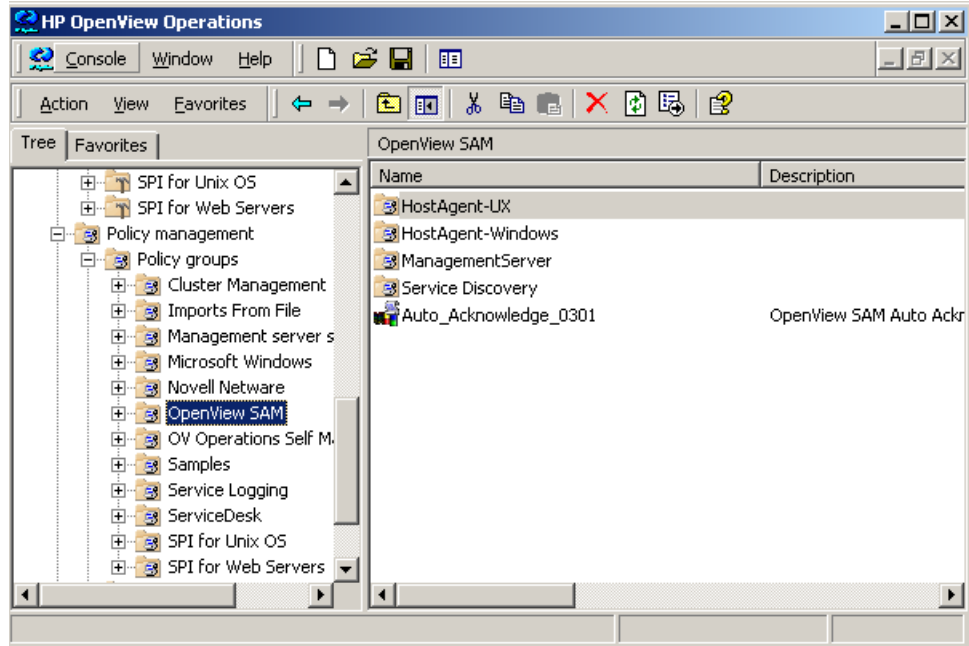 HP OpenView Operations
Console Window Help
Action View Favorites
Tree Favorites
SPI for Unix OS
SPI for Web Servers
Policy management
Policy groups
Cluster Management
Imports From File
Management server s
Microsoft Windows
Novell Netware
OpenView SAM
OV Operations Self M
Samples
Service Logging
ServiceDesk
SPI for Unix OS
SPI for Web Servers
OpenView SAM
Name Description
HostAgent-UX
HostAgent-Windows
ManagementServer
Service Discovery
Auto_Acknowledge_0301 OpenView SAM Auto Ackr